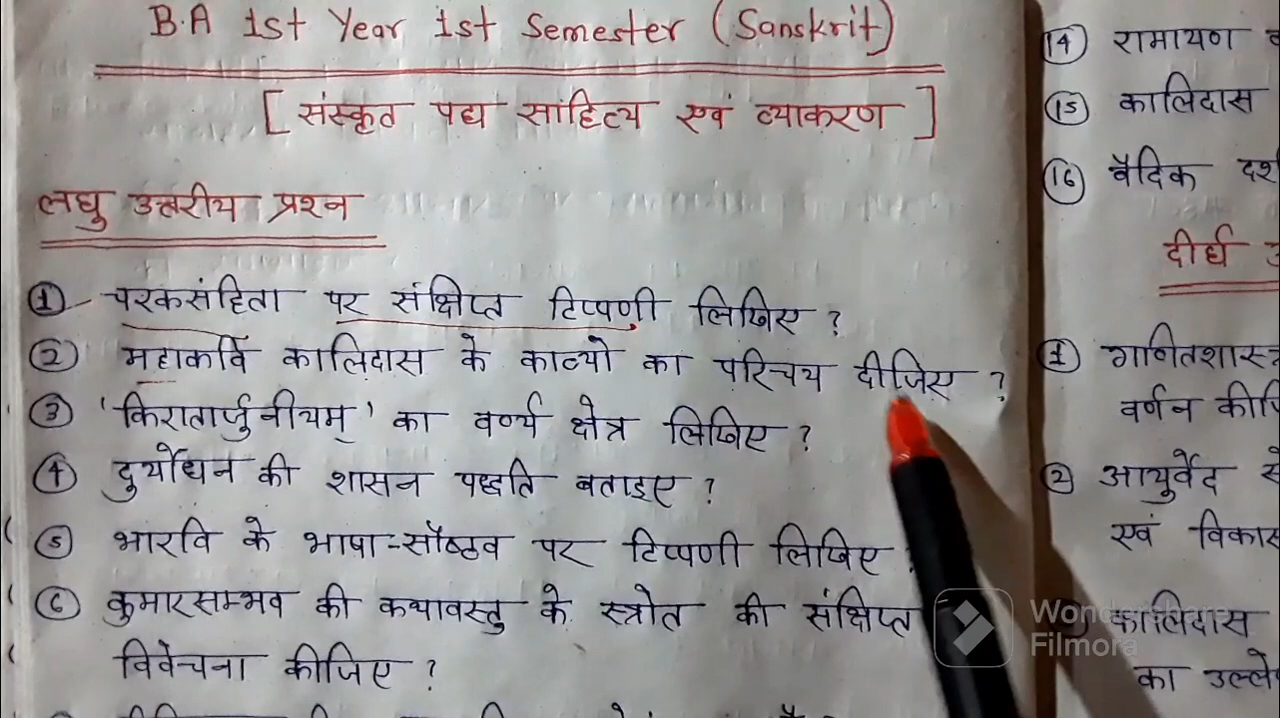 B.A 1st Year 1st Semester (Sanskrit)
[ संस्कृत पद्य सांहित्य एवं व्याकरण ]
लघु उत्तरीय प्रश्न
① परकसंहिता पर संक्षिप्त टिप्पणी लिखिए ?
② महाकवि कालिदास के काव्यो का परिचय दीजिए ?
③ 'किरातार्जुनीयम्' का वर्ण्य क्षेत्र लिखिए ?
④ दुर्योधन की शासन पद्धति बताइए ?
⑤ भारवि के भाषा-सौष्ठव पर टिप्पणी लिखिए ?
⑥ कुमारसम्भव की कथावस्तु के स्त्रोत की संक्षिप्त
विवेचना कीजिए ?
⑭ रामायण
⑮ कालिदास
⑯ वैदिक
दीर्घ
① गणितशास्त्र
वर्णन
② आयुर्वेद
एवं विकास
कालिदास
का
Wondershare
Filmora